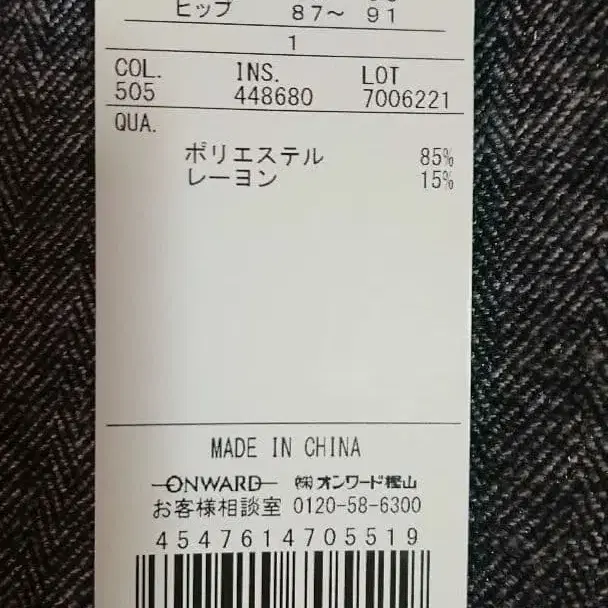 ヒップ 87～ 91
1
COL. INS. LOT
505 448680 7006221
QUA.
ポリエステル 85%
レーヨン 15%
MADE IN CHINA
ONWARD ㈱オンワード樫山
お客様相談室 0120-58-6300
4547614705519